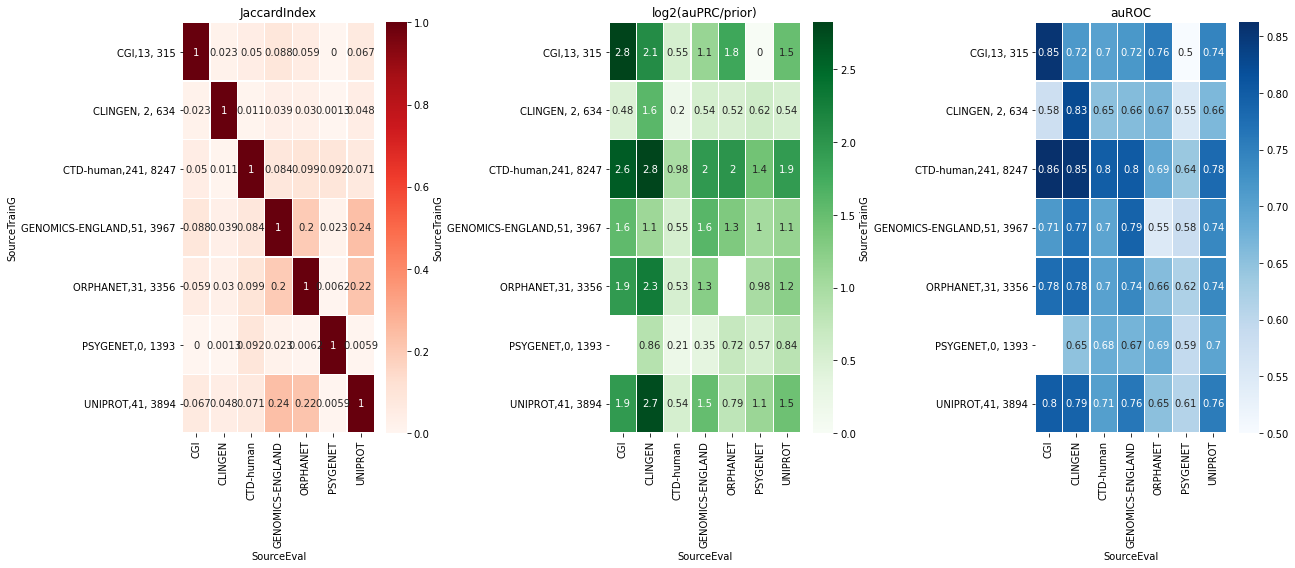 JaccardIndex
CGI,13, 315 1 0.023 0.05 0.088 0.059 0 0.067
CLINGEN, 2, 634 0.023 1 0.011 0.039 0.03 0.0013 0.048
CTD-human,241, 8247 0.05 0.011 1 0.084 0.099 0.092 0.071
GENOMICS-ENGLAND,51, 3967 0.088 0.039 0.084 1 0.2 0.023 0.24
ORPHANET,31, 3356 0.059 0.03 0.099 0.2 1 0.0062 0.22
PSYGENET,0, 1393 0 0.0013 0.092 0.023 0.0062 1 0.0059
UNIPROT,41, 3894 0.067 0.048 0.071 0.24 0.22 0.0059 1
SourceTrainG
CGI CLINGEN CTD-human GENOMICS-ENGLAND ORPHANET PSYGENET UNIPROT
SourceEval
1.0
0.8
0.6
0.4
0.2
0.0
log2(auPRC/prior)
CGI,13, 315 2.8 2.1 0.55 1.1 1.8 0 1.5
CLINGEN, 2, 634 0.48 1.6 0.2 0.54 0.52 0.62 0.54
CTD-human,241, 8247 2.6 2.8 0.98 2 2 1.4 1.9
GENOMICS-ENGLAND,51, 3967 1.6 1.1 0.55 1.6 1.3 1 1.1
ORPHANET,31, 3356 1.9 2.3 0.53 1.3 0.98 1.2
PSYGENET,0, 1393 0.86 0.21 0.35 0.72 0.57 0.84
UNIPROT,41, 3894 1.9 2.7 0.54 1.5 0.79 1.1 1.5
SourceTrainG
CGI CLINGEN CTD-human GENOMICS-ENGLAND ORPHANET PSYGENET UNIPROT
SourceEval
2.5
2.0
1.5
1.0
0.5
0.0
auROC
CGI,13, 315 0.85 0.72 0.7 0.72 0.76 0.5 0.74
CLINGEN, 2, 634 0.58 0.83 0.65 0.66 0.67 0.55 0.66
CTD-human,241, 8247 0.86 0.85 0.8 0.8 0.69 0.64 0.78
GENOMICS-ENGLAND,51, 3967 0.71 0.77 0.7 0.79 0.55 0.58 0.74
ORPHANET,31, 3356 0.78 0.78 0.7 0.74 0.66 0.62 0.74
PSYGENET,0, 1393 0.65 0.68 0.67 0.69 0.59 0.7
UNIPROT,41, 3894 0.8 0.79 0.71 0.76 0.65 0.61 0.76
SourceTrainG
CGI CLINGEN CTD-human GENOMICS-ENGLAND ORPHANET PSYGENET UNIPROT
SourceEval
0.85
0.80
0.75
0.70
0.65
0.60
0.55
0.50